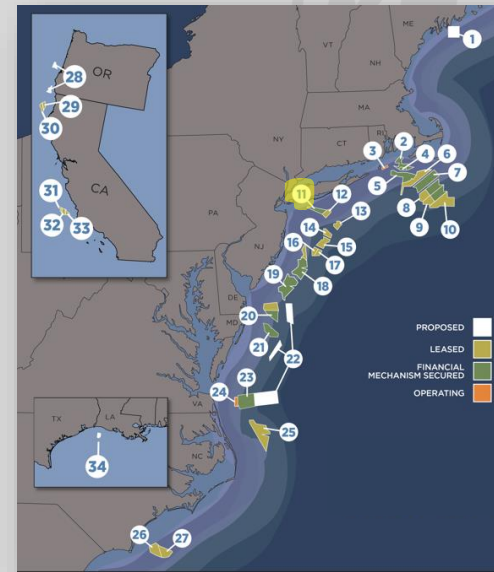 ME
1
VT
NH
OR
28
29
30
CA
31
32
33
NY
MA
CT
RI
2
3
4
6
5
7
8
9
10
11
12
13
14
15
16
17
18
19
PA
NJ
DE
MD
20
21
22
PROPOSED
LEASED
FINANCIAL
MECHANISM SECURED
OPERATING
VA
24
23
TX
LA
34
NC
25
26
27